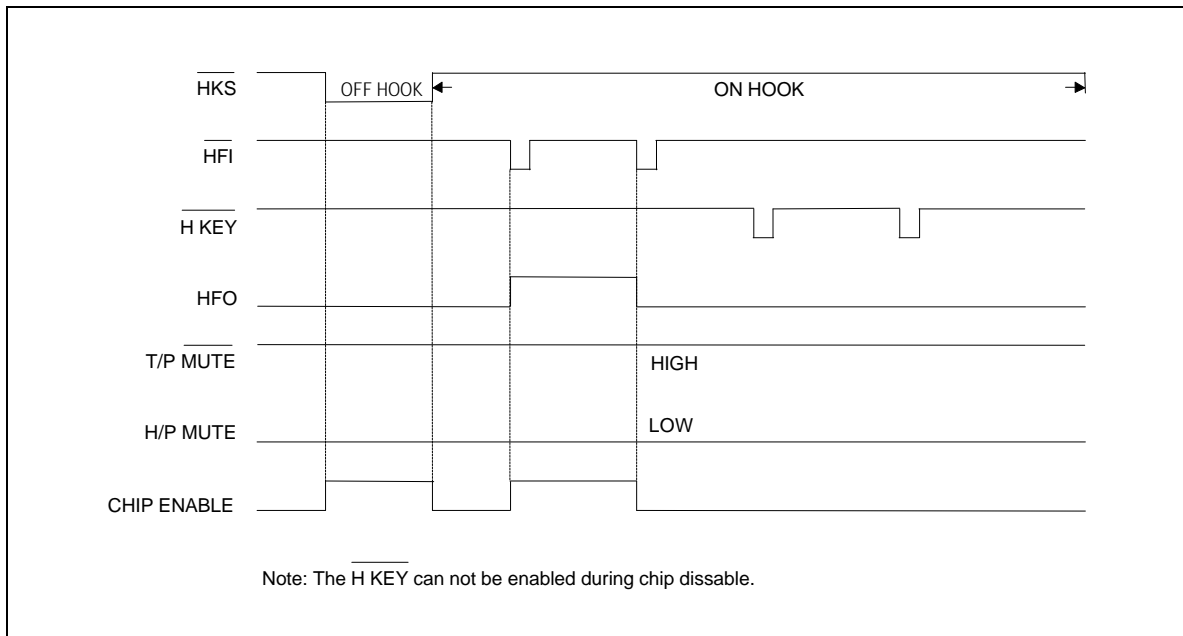 HKS
OFF HOOK
ON HOOK
HFI
H KEY
HFO
T/P MUTE
HIGH
H/P MUTE
LOW
CHIP ENABLE
Note: The H KEY can not be enabled during chip dissable.